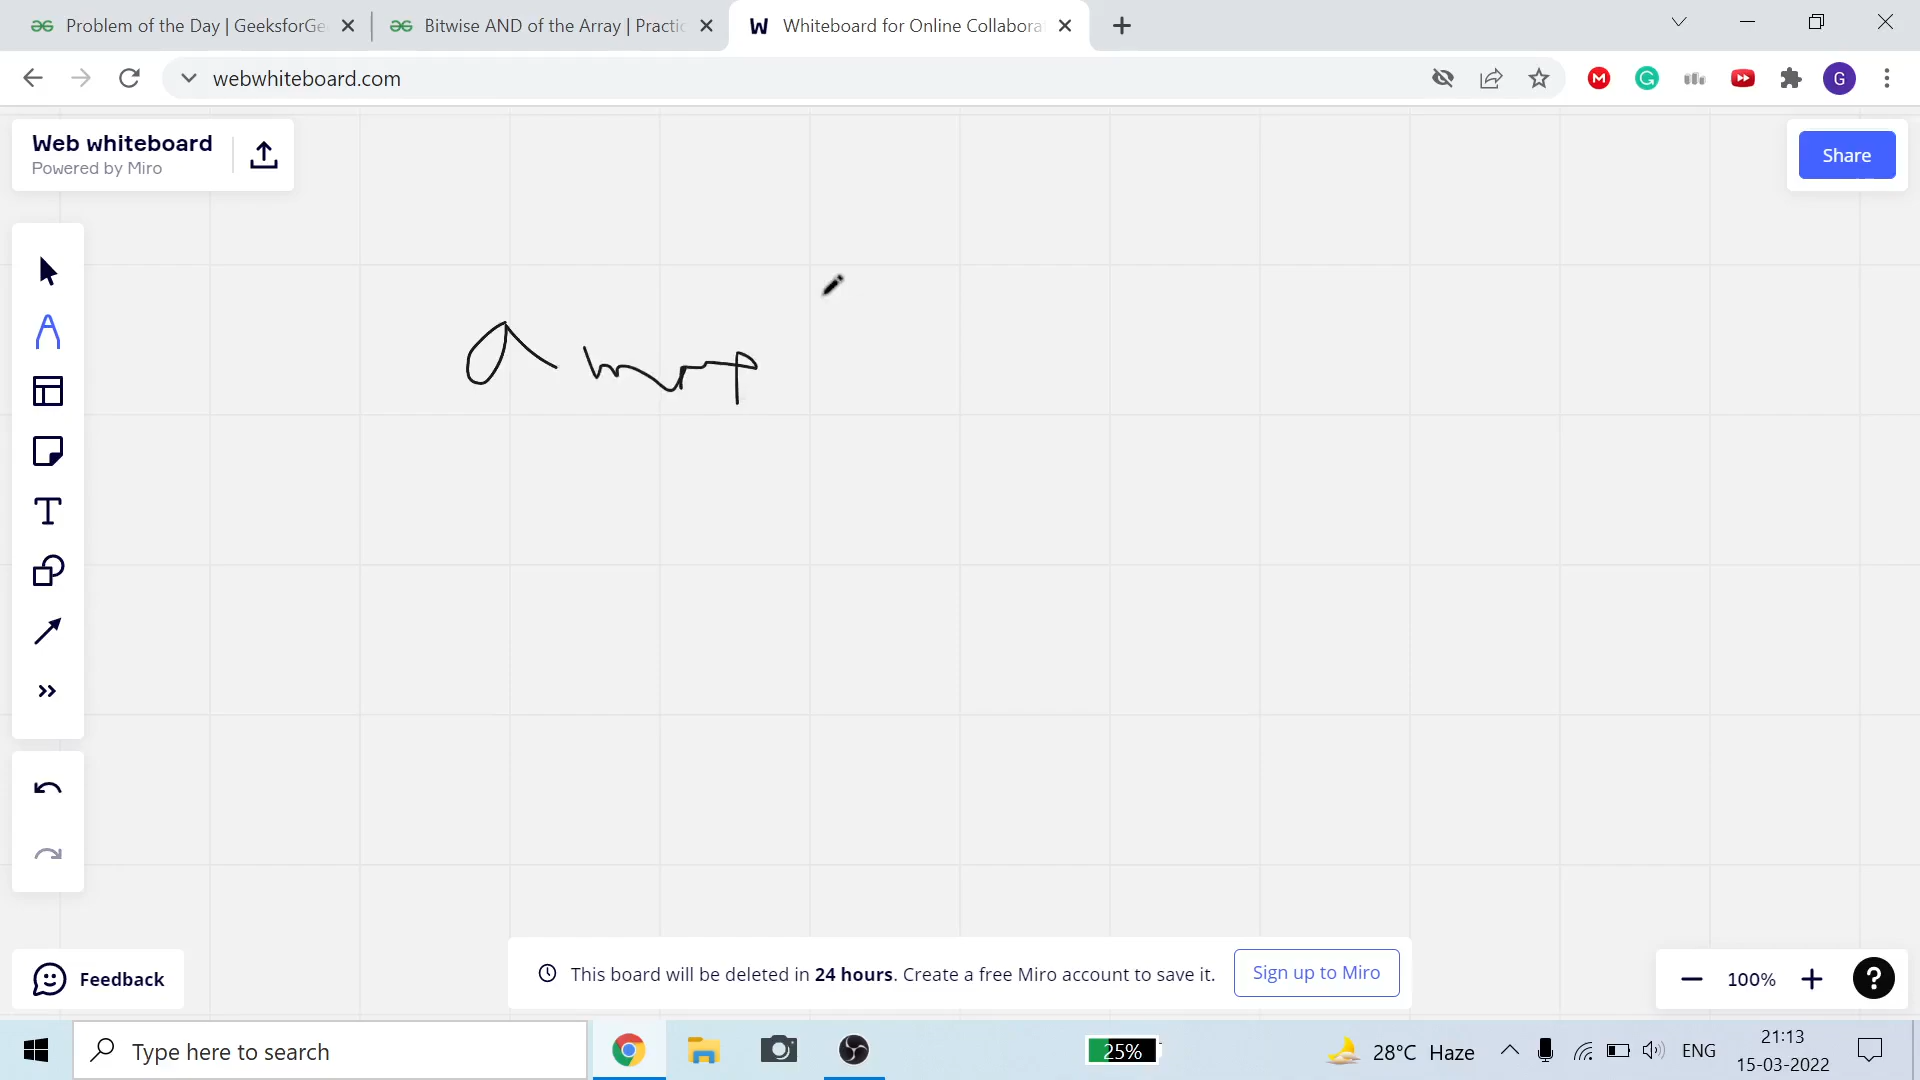 Problem of the Day | GeeksforGe
Bitwise AND of the Array | Practic
Whiteboard for Online Collaborat
webwhiteboard.com
G
Web whiteboard
Powered by Miro
Share
Feedback
This board will be deleted in 24 hours. Create a free Miro account to save it.
Sign up to Miro
100%
?
Type here to search
25%
28°C Haze
ENG
21:13
15-03-2022